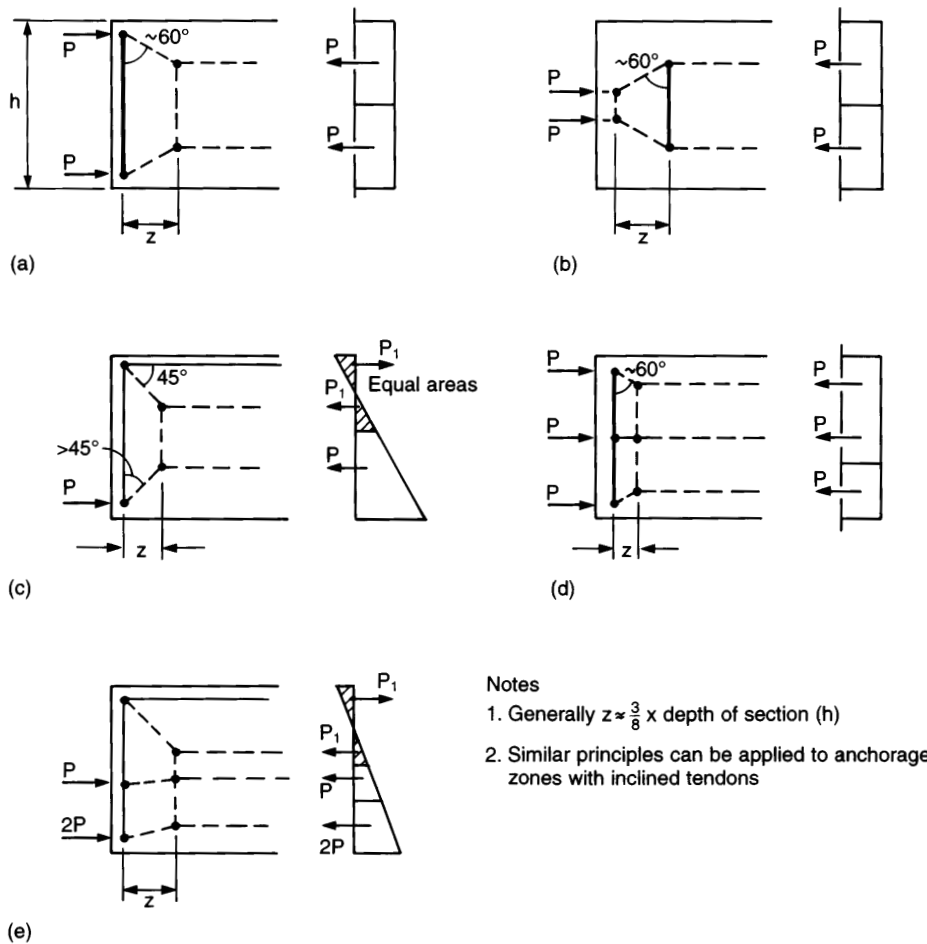 P
~60°
P
h
P
P
z
(a)
P
~60°
P
P
P
z
(b)
P₁
45°
Equal areas
P₁
>45°
P
P
z
(c)
P
~60°
P
P
P
P
P
z
(d)
P₁
P₁
P
P
2P
2P
z
(e)
Notes
1. Generally z ≈ 3/8 x depth of section (h)
2. Similar principles can be applied to anchorage
zones with inclined tendons